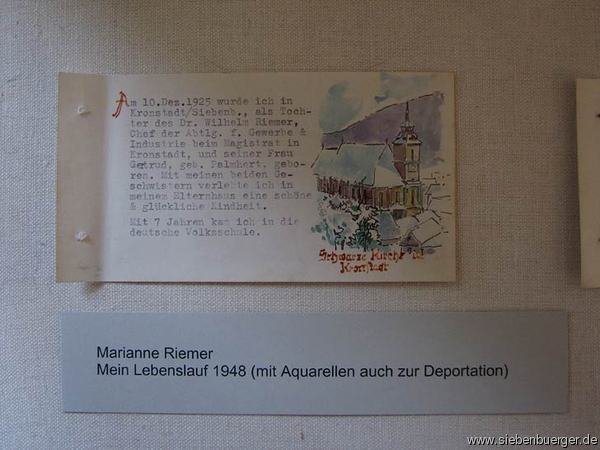 Am 10.Dez.1925 wurde ich in
Kronstadt/Siebenb., als Toch-
ter des Dr. Wilhelm Riemer,
Chef der Abtlg. f. Gewerbe &
Industrie beim Magistrat in
Kronstadt, und seiner Frau
Gertrud, geb. Falmhert, gebo-
ren. Mit meinen beiden Ge-
schwistern verlebte ich in
meinem Elternhaus eine schöne
& glückliche Kindheit.
Mit 7 Jahren kam ich in die
deutsche Volksschule.
Schwarze Kirche in
Kronstadt
Marianne Riemer
Mein Lebenslauf 1948 (mit Aquarellen auch zur Deportation)
www.siebenbuerger.de